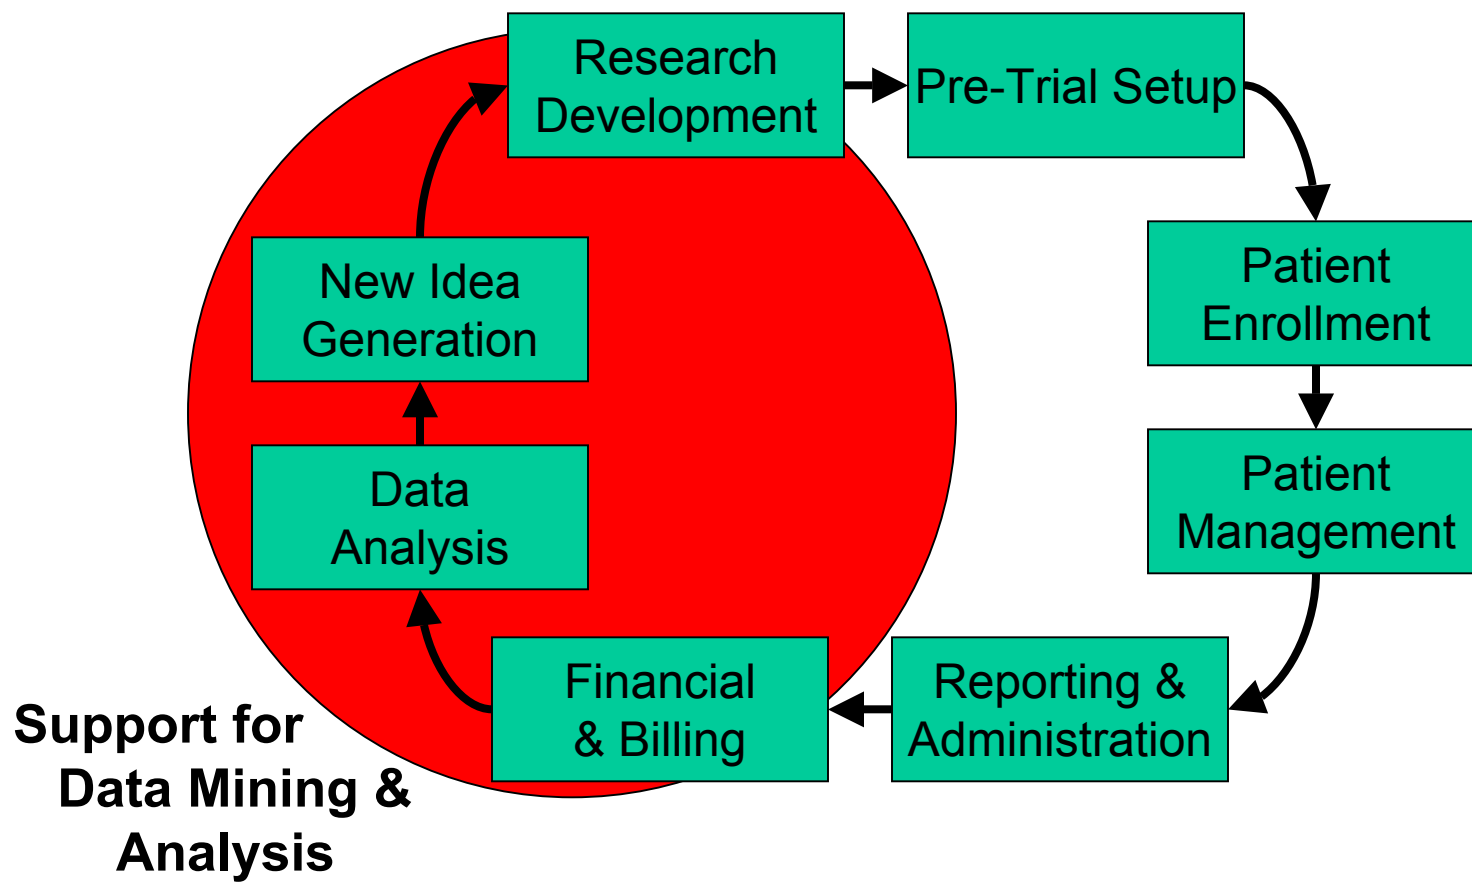 Research
Development
Pre-Trial Setup
Patient
Enrollment
Patient
Management
Reporting &
Administration
Financial
& Billing
Data
Analysis
New Idea
Generation
Support for
Data Mining &
Analysis